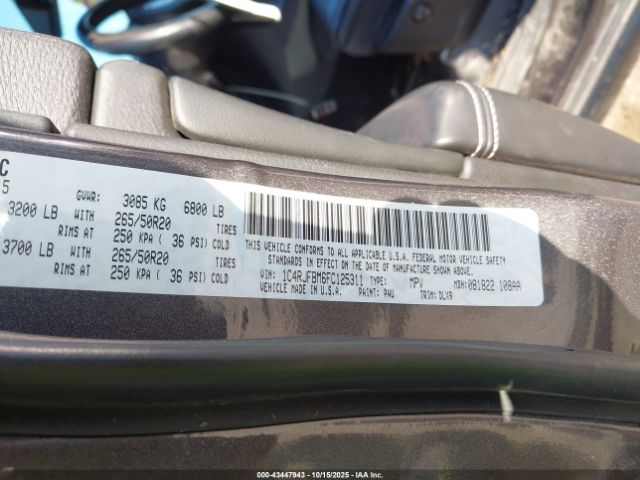 C
5
GVWR: 3085 KG 6800 LB
3200 LB WITH 265/50R20 TIRES
RIMS AT 250 KPA ( 36 PSI) COLD
3700 LB WITH 265/50R20 TIRES
RIMS AT 250 KPA ( 36 PSI) COLD
THIS VEHICLE CONFORMS TO ALL APPLICABLE U.S.A. FEDERAL MOTOR VEHICLE
SAFETY STANDARDS IN EFFECT ON THE DATE OF MANUFACTURE SHOWN ABOVE.
VIN: 1C4RJFBM6FC125311 TYPE: MPV MDH: 081822 108AA
VEHICLE MADE IN U.S.A. PAINT: PAU TRIM: DLX9
000-43447943 - 10/15/2025 - Copyright © 2025 IAA, Inc.